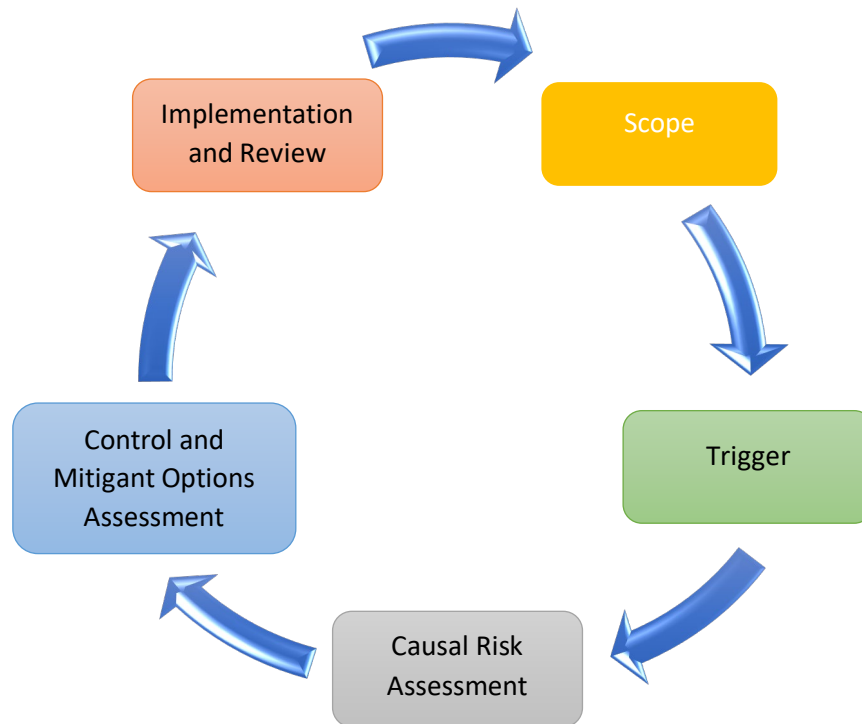 Implementation
and Review
Scope
Trigger
Causal Risk
Assessment
Control and
Mitigant Options
Assessment